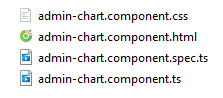 admin-chart.component.css
admin-chart.component.html
admin-chart.component.spec.ts
admin-chart.component.ts